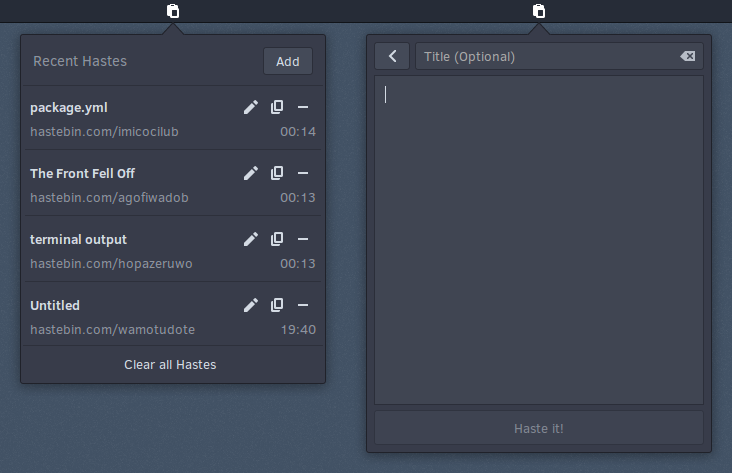 Recent Hastes
Add
package.yml
hastebin.com/imicocilub
00:14
The Front Fell Off
hastebin.com/agofiwadob
00:13
terminal output
hastebin.com/hopazeruwo
00:13
Untitled
hastebin.com/wamotudote
19:40
Clear all Hastes
Title (Optional)
Haste it!